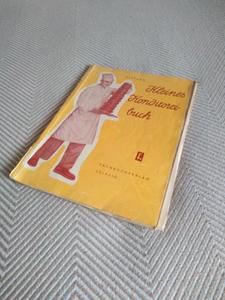 Kleines
Konditorei-
buch
FACHBUCHVERLAG
LEIPZIG